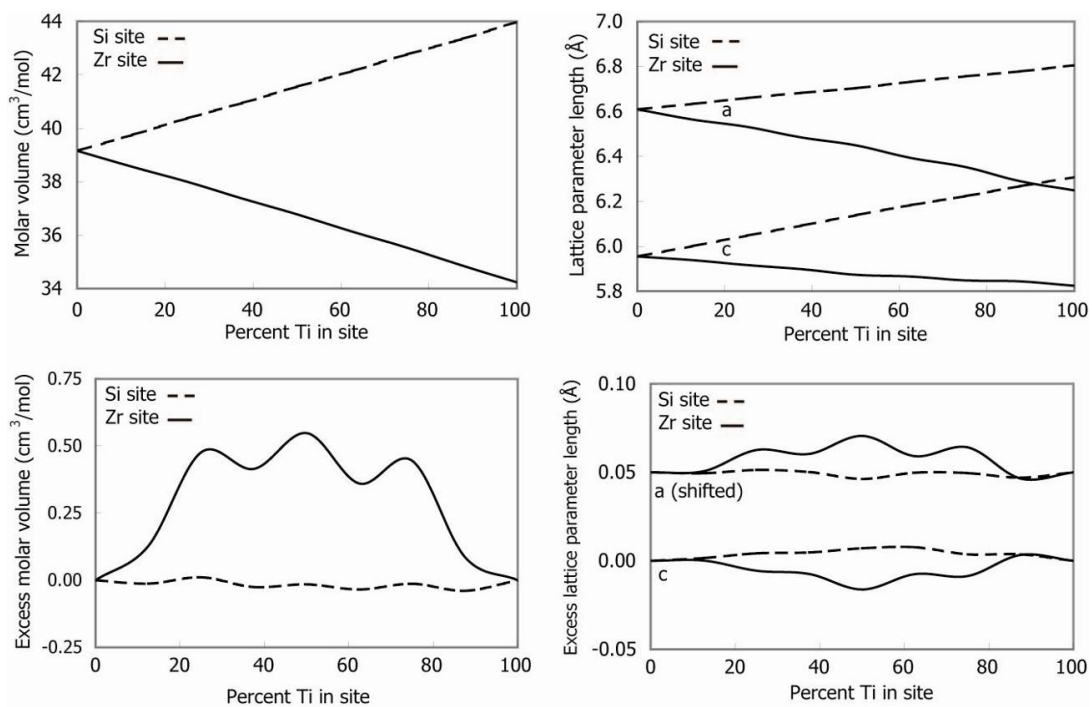 Molar volume (cm³/mol)
44
42
40
38
36
34
Si site
Zr site
0
20
40
60
80
100
Percent Ti in site
Lattice parameter length (Å)
7.0
6.8
6.6
6.4
6.2
6.0
5.8
Si site
Zr site
a
c
0
20
40
60
80
100
Percent Ti in site
Excess molar volume (cm³/mol)
0.75
0.50
0.25
0.00
-0.25
Si site
Zr site
0
20
40
60
80
100
Percent Ti in site
Excess lattice parameter length (Å)
0.10
0.05
0.00
-0.05
Si site
Zr site
a (shifted)
c
0
20
40
60
80
100
Percent Ti in site